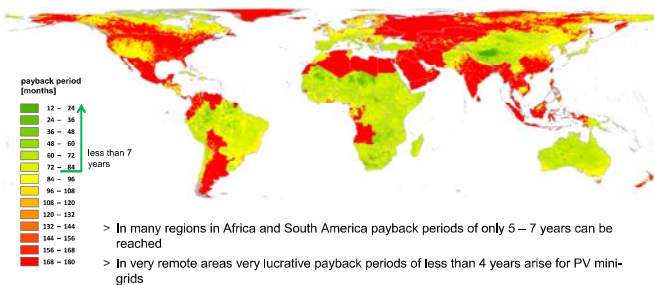 payback period
[months]
12 – 24
24 – 36
36 – 48
48 – 60
60 – 72
72 – 84
84 – 96
96 – 108
108 – 120
120 – 132
132 – 144
144 – 156
156 – 168
168 – 180
less than 7
years
> In many regions in Africa and South America payback periods of only 5 – 7 years can be
reached
> In very remote areas very lucrative payback periods of less than 4 years arise for PV mini-
grids